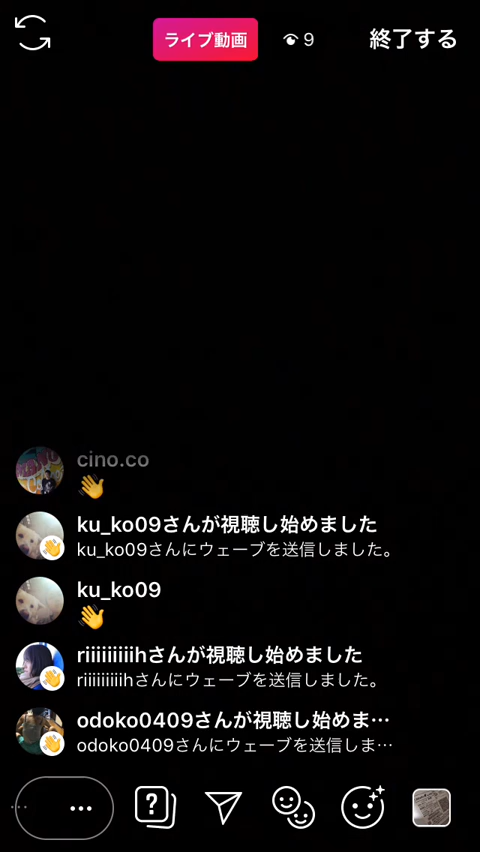 ライブ動画
9
終了する
cino.co
👋
ku_ko09さんが視聴し始めました
ku_ko09さんにウェーブを送信しました。
ku_ko09
👋
riiiiiiiiihさんが視聴し始めました
riiiiiiiiihさんにウェーブを送信しました。
odoko0409さんが視聴し始めま…
odoko0409さんにウェーブを送信しま…